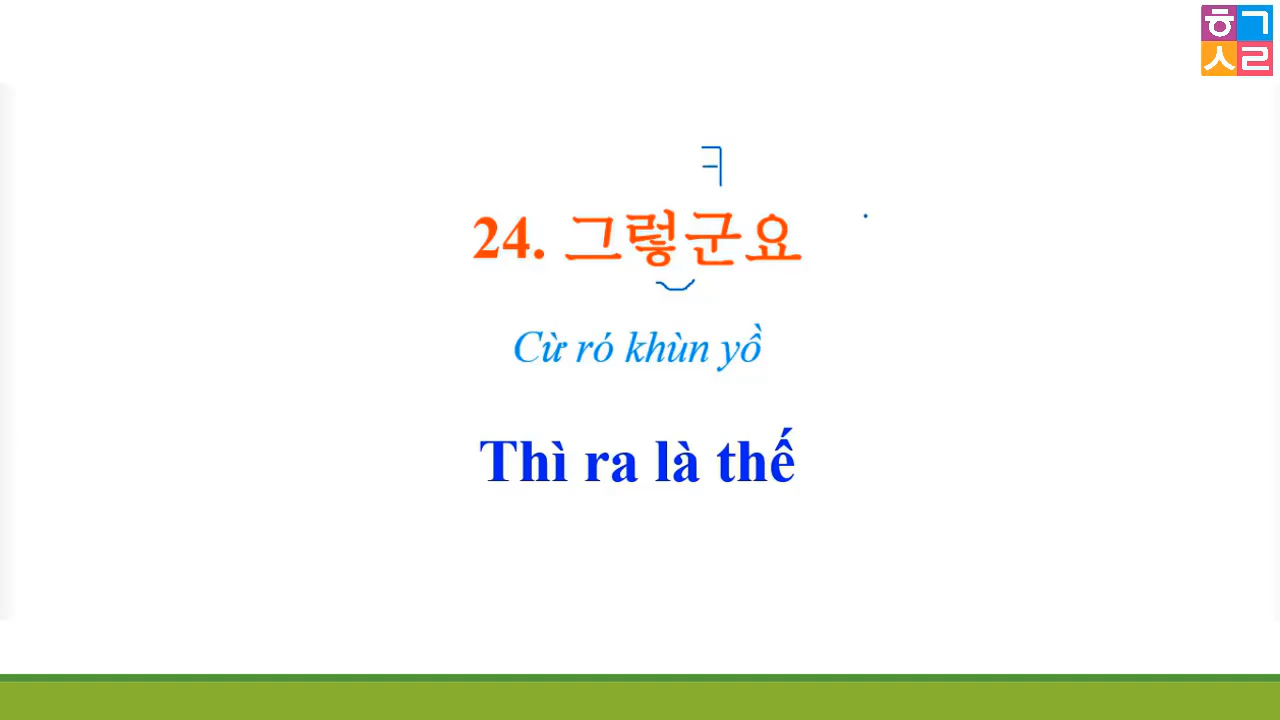 ㅎㄱ
ㅅㄹ
ㅋ
24. 그렇군요
Cừ ró khùn yồ
Thì ra là thế